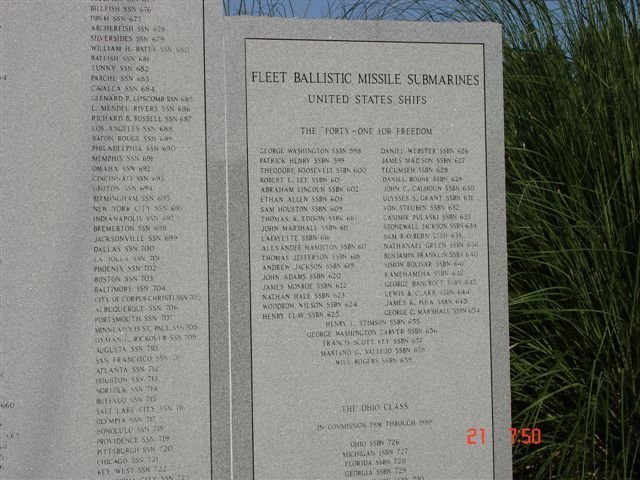 BILLFISH SSN 676
DRUM SSN 677
ARCHERFISH SSN 678
SILVERSIDES SSN 679
WILLIAM H. BATES SSN 680
BATFISH SSN 681
TUNNY SSN 682
PARCHE SSN 683
CAVALLA SSN 684
GLENARD P. LIPSCOMB SSN 685
L. MENDEL RIVERS SSN 686
RICHARD B. RUSSELL SSN 687
LOS ANGELES SSN 688
BATON ROUGE SSN 689
PHILADELPHIA SSN 690
MEMPHIS SSN 691
OMAHA SSN 692
CINCINNATI SSN 693
GROTON SSN 694
BIRMINGHAM SSN 695
NEW YORK CITY SSN 696
INDIANAPOLIS SSN 697
BREMERTON SSN 698
JACKSONVILLE SSN 699
DALLAS SSN 700
LA JOLLA SSN 701
PHOENIX SSN 702
BOSTON SSN 703
BALTIMORE SSN 704
CITY OF CORPUS CHRISTI SSN 705
ALBUQUERQUE SSN 706
PORTSMOUTH SSN 707
MINNEAPOLIS ST. PAUL SSN 708
HYMAN G. RICKOVER SSN 709
AUGUSTA SSN 710
SAN FRANCISCO SSN 711
ATLANTA SSN 712
HOUSTON SSN 713
NORFOLK SSN 714
BUFFALO SSN 715
SALT LAKE CITY SSN 716
OLYMPIA SSN 717
HONOLULU SSN 718
PROVIDENCE SSN 719
PITTSBURGH SSN 720
CHICAGO SSN 721
KEY WEST SSN 722
CITY SSN 723
660
FLEET BALLISTIC MISSILE SUBMARINES
UNITED STATES SHIPS
THE "FORTY-ONE FOR FREEDOM"
GEORGE WASHINGTON SSBN 598
PATRICK HENRY SSBN 599
THEODORE ROOSEVELT SSBN 600
ROBERT E. LEE SSBN 601
ABRAHAM LINCOLN SSBN 602
ETHAN ALLEN SSBN 608
SAM HOUSTON SSBN 609
THOMAS A. EDISON SSBN 610
JOHN MARSHALL SSBN 611
LAFAYETTE SSBN 616
ALEXANDER HAMILTON SSBN 617
THOMAS JEFFERSON SSBN 618
ANDREW JACKSON SSBN 619
JOHN ADAMS SSBN 620
JAMES MONROE SSBN 622
NATHAN HALE SSBN 623
WOODROW WILSON SSBN 624
HENRY CLAY SSBN 625
DANIEL WEBSTER SSBN 626
JAMES MADISON SSBN 627
TECUMSEH SSBN 628
DANIEL BOONE SSBN 629
JOHN C. CALHOUN SSBN 630
ULYSSES S. GRANT SSBN 631
VON STEUBEN SSBN 632
CASIMIR PULASKI SSBN 633
STONEWALL JACKSON SSBN 634
SAM RAYBURN SSBN 635
NATHANAEL GREEN SSBN 636
BENJAMIN FRANKLIN SSBN 640
SIMON BOLIVAR SSBN 641
KAMEHAMEHA SSBN 642
GEORGE BANCROFT SSBN 643
LEWIS & CLARK SSBN 644
JAMES K. POLK SSBN 645
GEORGE C. MARSHALL SSBN 654
HENRY L. STIMSON SSBN 655
GEORGE WASHINGTON CARVER SSBN 656
FRANCIS SCOTT KEY SSBN 657
MARIANO G. VALLEJO SSBN 658
WILL ROGERS SSBN 659
THE OHIO CLASS
IN COMMISSION 1981 THROUGH
OHIO SSBN 726
MICHIGAN SSBN 727
FLORIDA SSBN 728
GEORGIA SSBN 729
21 7:50